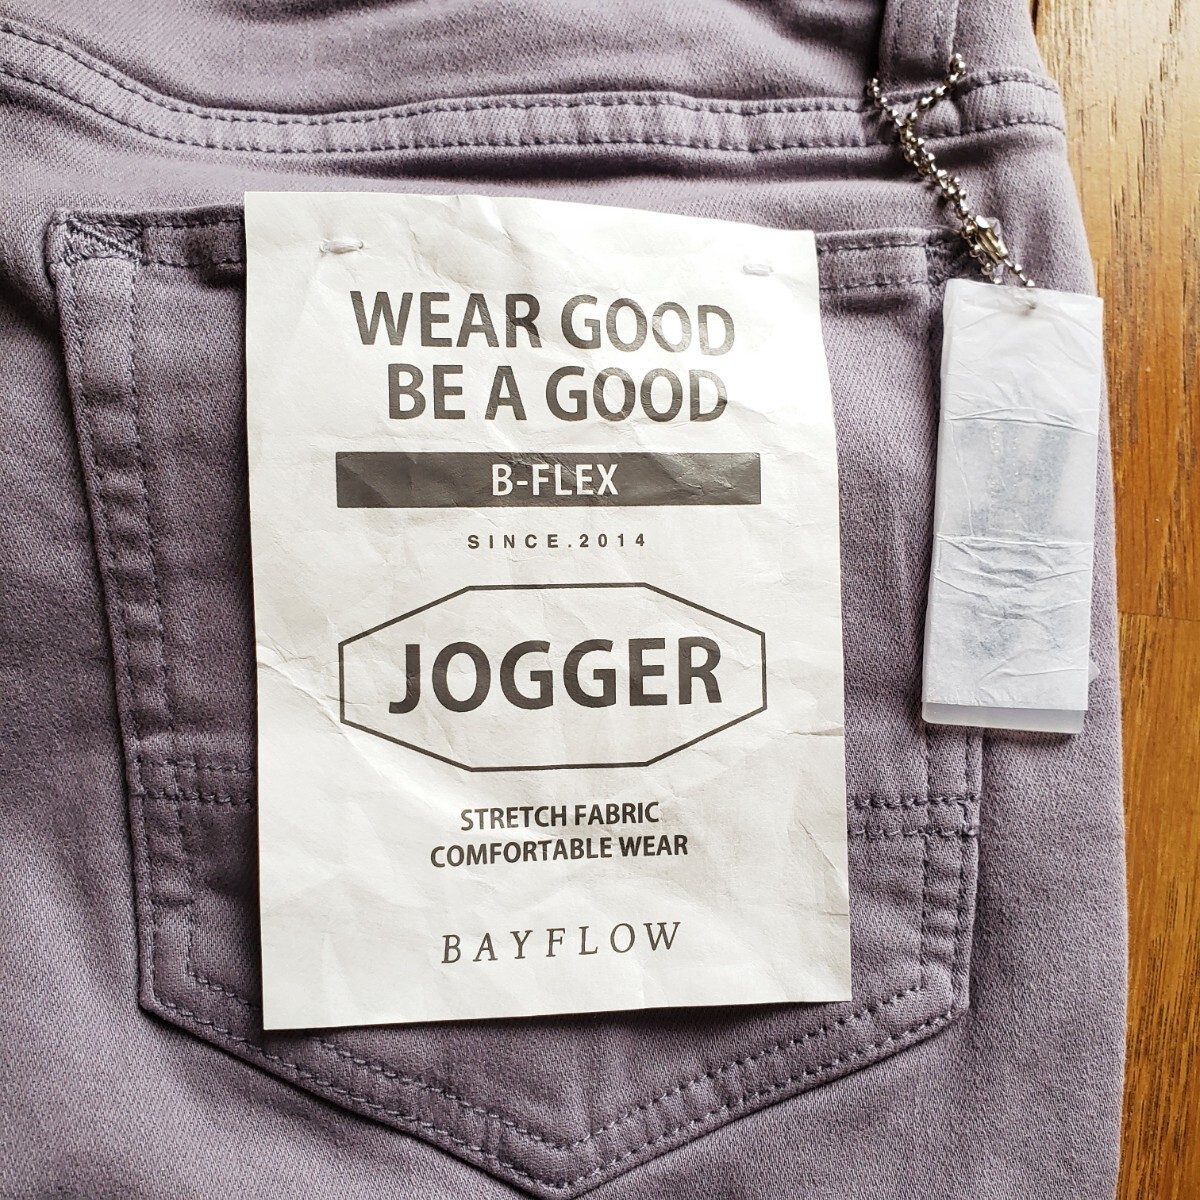 WEAR GOOD
BE A GOOD
B-FLEX
SINCE.2014
JOGGER
STRETCH FABRIC
COMFORTABLE WEAR
BAYFLOW